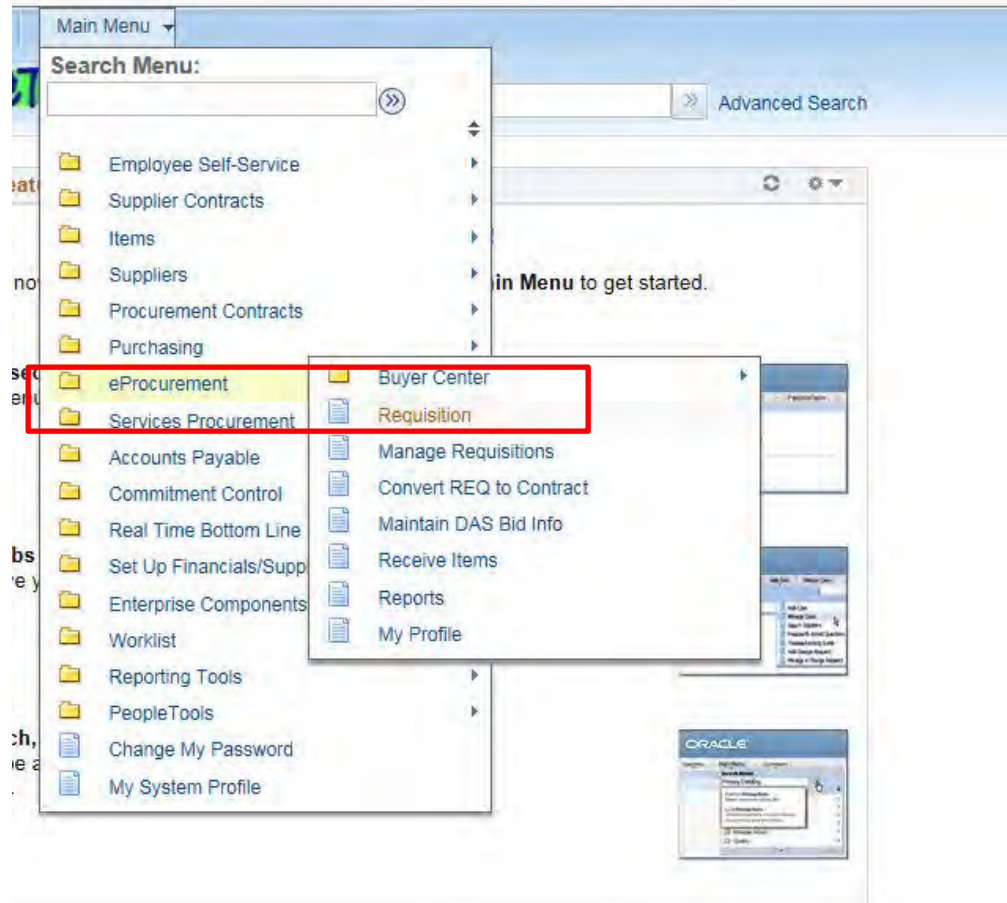 Main Menu
Search Menu:
Advanced Search
Employee Self-Service
Supplier Contracts
Items
Suppliers
in Menu to get started.
Procurement Contracts
Purchasing
eProcurement
Services Procurement
Accounts Payable
Commitment Control
Real Time Bottom Line
Set Up Financials/Supp
Enterprise Components
Worklist
Reporting Tools
PeopleTools
Change My Password
My System Profile
Buyer Center
Requisition
Manage Requisitions
Convert REQ to Contract
Maintain DAS Bid Info
Receive Items
Reports
My Profile
ORACLE